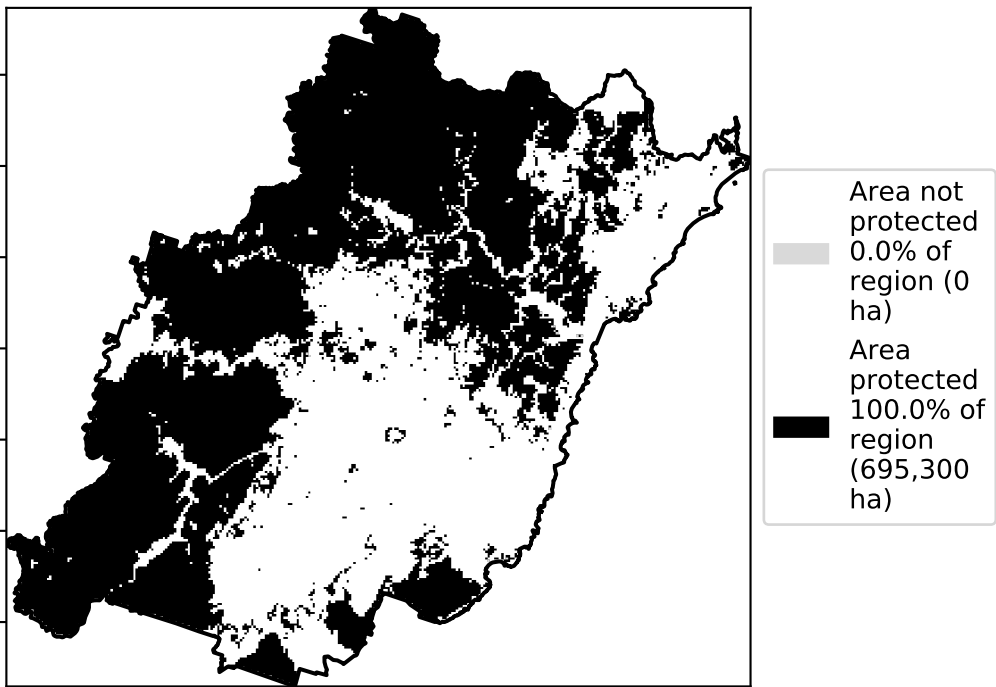 Area not
protected
0.0% of
region (0
ha)
Area
protected
100.0% of
region
(695,300
ha)